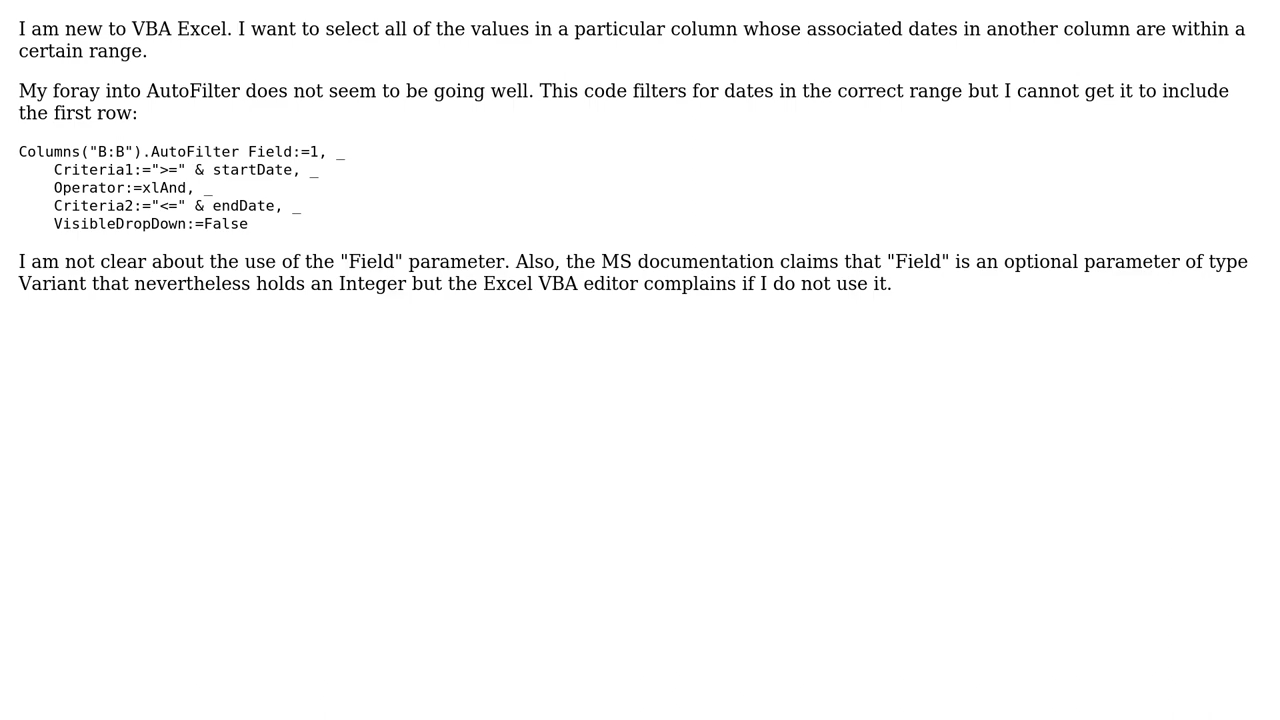 I am new to VBA Excel. I want to select all of the values in a particular column whose associated dates in another column are within a
certain range.
My foray into AutoFilter does not seem to be going well. This code filters for dates in the correct range but I cannot get it to include
the first row:
Columns("B:B").AutoFilter Field:=1, _
    Criteria1:=">=" & startDate, _
    Operator:=xlAnd, _
    Criteria2:="<=" & endDate, _
    VisibleDropDown:=False
I am not clear about the use of the "Field" parameter. Also, the MS documentation claims that "Field" is an optional parameter of type
Variant that nevertheless holds an Integer but the Excel VBA editor complains if I do not use it.